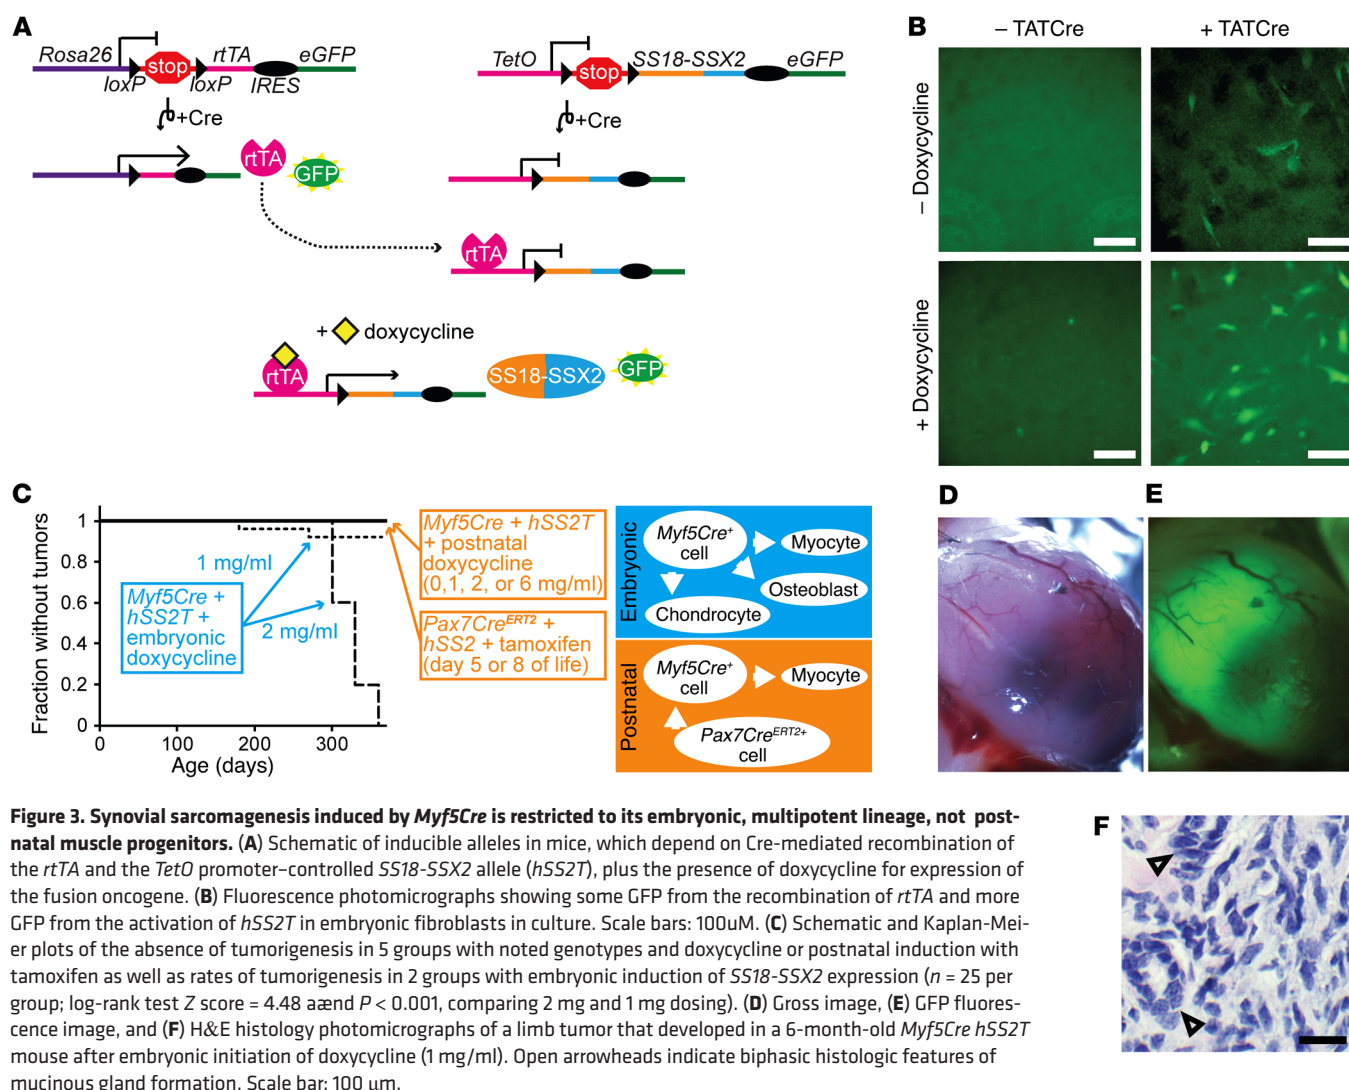 A
Rosa26
stop
rtTA
eGFP
loxP
loxP
IRES
+Cre
rtTA
GFP
TetO
stop
SS18-SSX2
eGFP
+Cre
rtTA
+ doxycycline
rtTA
SS18-SSX2
GFP
B
– TATCre
+ TATCre
– Doxycycline
+ Doxycycline
C
Fraction without tumors
1
0.8
0.6
0.4
0.2
0
0
100
200
300
Age (days)
1 mg/ml
2 mg/ml
Myf5Cre +
hSS2T +
embryonic
doxycycline
Myf5Cre + hSS2T
+ postnatal
doxycycline
(0,1, 2, or 6 mg/ml)
Pax7CreERT2 +
hSS2 + tamoxifen
(day 5 or 8 of life)
Embryonic
Myf5Cre+
cell
Myocyte
Osteoblast
Chondrocyte
Postnatal
Myf5Cre+
cell
Myocyte
Pax7CreERT2+
cell
D
E
F
Figure 3. Synovial sarcomagenesis induced by Myf5Cre is restricted to its embryonic, multipotent lineage, not post-
natal muscle progenitors. (A) Schematic of inducible alleles in mice, which depend on Cre-mediated recombination of
the rtTA and the TetO promoter–controlled SS18-SSX2 allele (hSS2T), plus the presence of doxycycline for expression of
the fusion oncogene. (B) Fluorescence photomicrographs showing some GFP from the recombination of rtTA and more
GFP from the activation of hSS2T in embryonic fibroblasts in culture. Scale bars: 100uM. (C) Schematic and Kaplan-Mei-
er plots of the absence of tumorigenesis in 5 groups with noted genotypes and doxycycline or postnatal induction with
tamoxifen as well as rates of tumorigenesis in 2 groups with embryonic induction of SS18-SSX2 expression (n = 25 per
group; log-rank test Z score = 4.48 aænd P < 0.001, comparing 2 mg and 1 mg dosing). (D) Gross image, (E) GFP fluores-
cence image, and (F) H&E histology photomicrographs of a limb tumor that developed in a 6-month-old Myf5Cre hSS2T
mouse after embryonic initiation of doxycycline (1 mg/ml). Open arrowheads indicate biphasic histologic features of
mucinous gland formation. Scale bar: 100 μm.